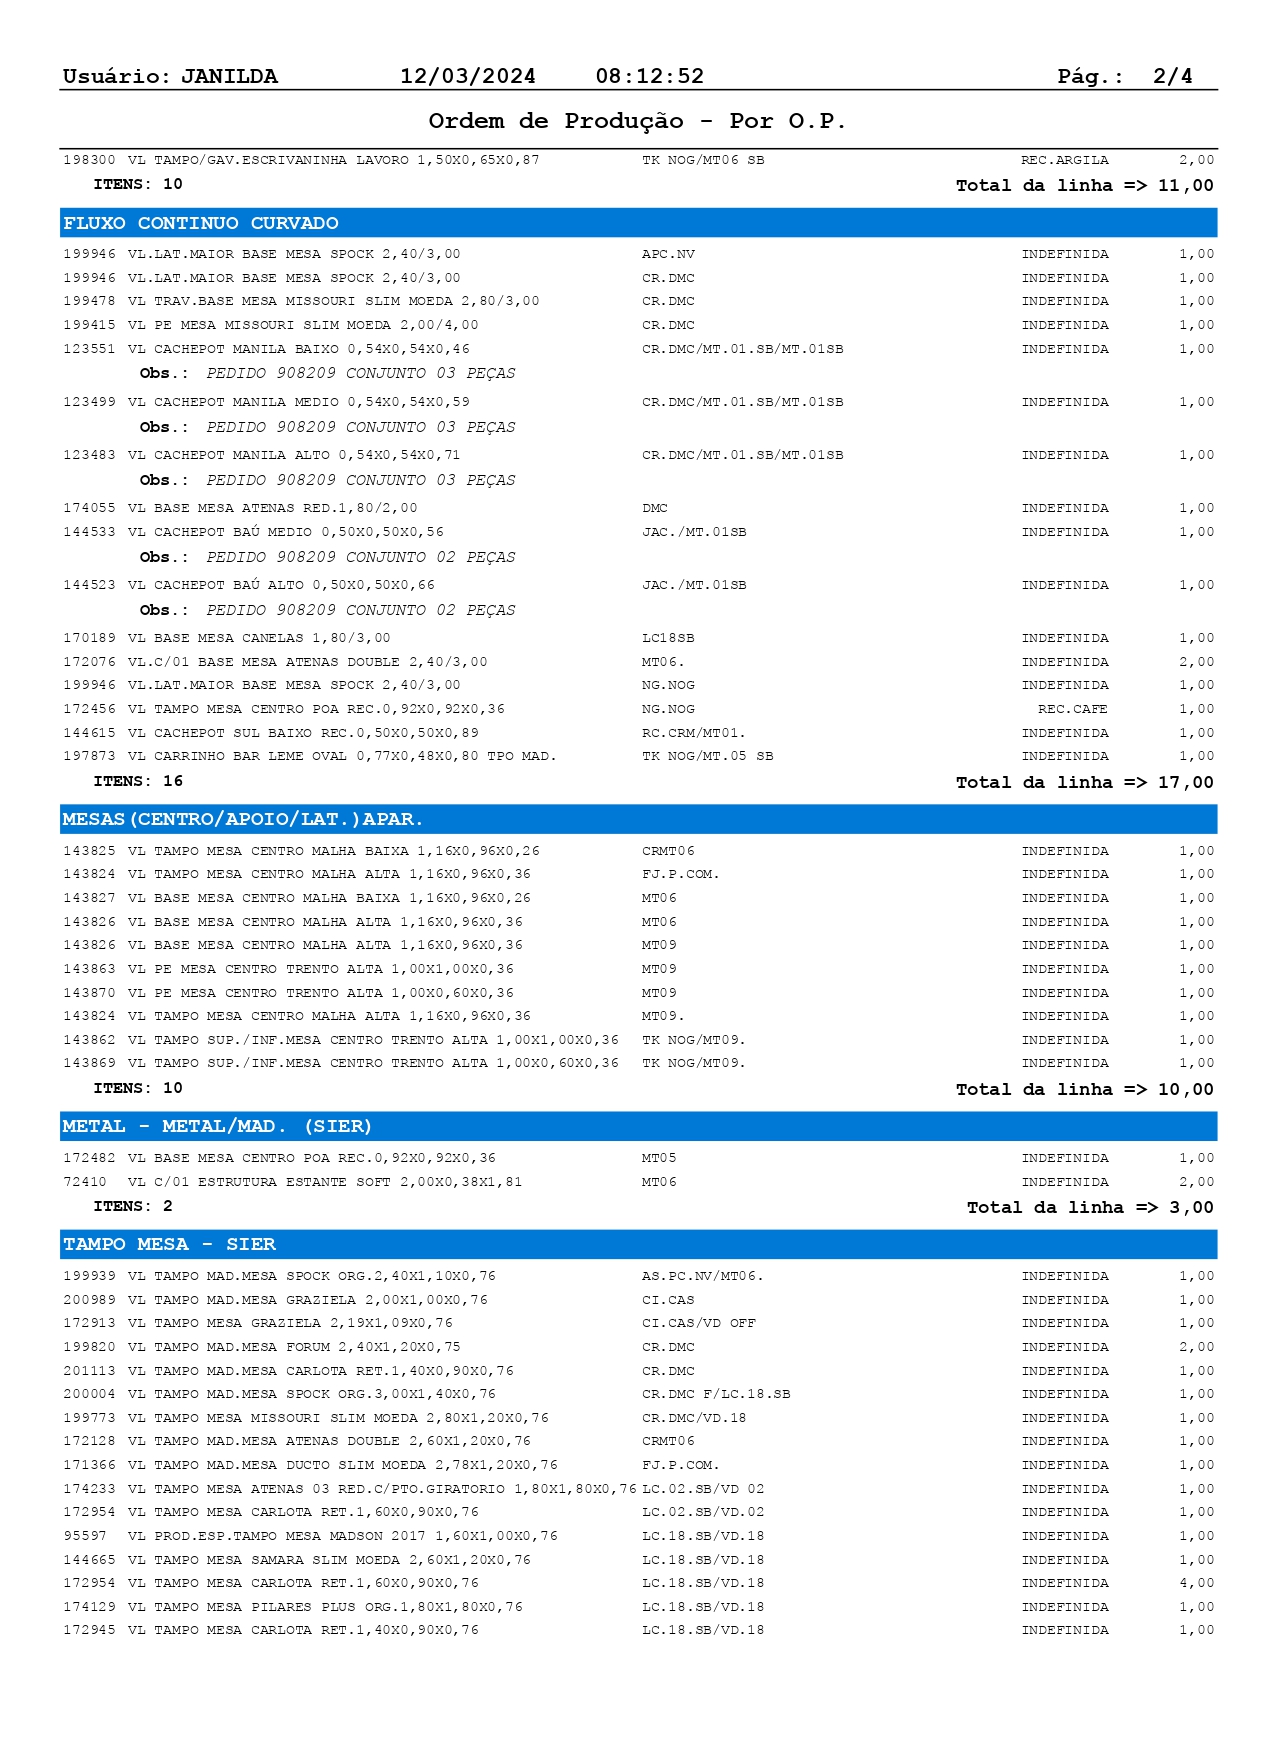 Usuário: JANILDA 12/03/2024 08:12:52 Pág.: 2/4
Ordem de Produção - Por O.P.
198300 VL TAMPO/GAV.ESCRIVANINHA LAVORO 1,50X0,65X0,87 TK NOG/MT06 SB REC.ARGILA 2,00
ITENS: 10 Total da linha => 11,00
FLUXO CONTINUO CURVADO
199946 VL.LAT.MAIOR BASE MESA SPOCK 2,40/3,00 APC.NV INDEFINIDA 1,00
199946 VL.LAT.MAIOR BASE MESA SPOCK 2,40/3,00 CR.DMC INDEFINIDA 1,00
199478 VL TRAV.BASE MESA MISSOURI SLIM MOEDA 2,80/3,00 CR.DMC INDEFINIDA 1,00
199415 VL PE MESA MISSOURI SLIM MOEDA 2,00/4,00 CR.DMC INDEFINIDA 1,00
123551 VL CACHEPOT MANILA BAIXO 0,54X0,54X0,46 CR.DMC/MT.01.SB/MT.01SB INDEFINIDA 1,00
Obs.: PEDIDO 908209 CONJUNTO 03 PEÇAS
123499 VL CACHEPOT MANILA MEDIO 0,54X0,54X0,59 CR.DMC/MT.01.SB/MT.01SB INDEFINIDA 1,00
Obs.: PEDIDO 908209 CONJUNTO 03 PEÇAS
123483 VL CACHEPOT MANILA ALTO 0,54X0,54X0,71 CR.DMC/MT.01.SB/MT.01SB INDEFINIDA 1,00
Obs.: PEDIDO 908209 CONJUNTO 03 PEÇAS
174055 VL BASE MESA ATENAS RED.1,80/2,00 DMC INDEFINIDA 1,00
144533 VL CACHEPOT BAÚ MEDIO 0,50X0,50X0,56 JAC./MT.01SB INDEFINIDA 1,00
Obs.: PEDIDO 908209 CONJUNTO 02 PEÇAS
144523 VL CACHEPOT BAÚ ALTO 0,50X0,50X0,66 JAC./MT.01SB INDEFINIDA 1,00
Obs.: PEDIDO 908209 CONJUNTO 02 PEÇAS
170189 VL BASE MESA CANELAS 1,80/3,00 LC18SB INDEFINIDA 1,00
172076 VL.C/01 BASE MESA ATENAS DOUBLE 2,40/3,00 MT06. INDEFINIDA 2,00
199946 VL.LAT.MAIOR BASE MESA SPOCK 2,40/3,00 NG.NOG INDEFINIDA 1,00
172456 VL TAMPO MESA CENTRO POA REC.0,92X0,92X0,36 NG.NOG REC.CAFE 1,00
144615 VL CACHEPOT SUL BAIXO REC.0,50X0,50X0,89 RC.CRM/MT01. INDEFINIDA 1,00
197873 VL CARRINHO BAR LEME OVAL 0,77X0,48X0,80 TPO MAD. TK NOG/MT.05 SB INDEFINIDA 1,00
ITENS: 16 Total da linha => 17,00
MESAS(CENTRO/APOIO/LAT.)APAR.
143825 VL TAMPO MESA CENTRO MALHA BAIXA 1,16X0,96X0,26 CRMT06 INDEFINIDA 1,00
143824 VL TAMPO MESA CENTRO MALHA ALTA 1,16X0,96X0,36 FJ.P.COM. INDEFINIDA 1,00
143827 VL BASE MESA CENTRO MALHA BAIXA 1,16X0,96X0,26 MT06 INDEFINIDA 1,00
143826 VL BASE MESA CENTRO MALHA ALTA 1,16X0,96X0,36 MT06 INDEFINIDA 1,00
143826 VL BASE MESA CENTRO MALHA ALTA 1,16X0,96X0,36 MT09 INDEFINIDA 1,00
143863 VL PE MESA CENTRO TRENTO ALTA 1,00X1,00X0,36 MT09 INDEFINIDA 1,00
143870 VL PE MESA CENTRO TRENTO ALTA 1,00X0,60X0,36 MT09 INDEFINIDA 1,00
143824 VL TAMPO MESA CENTRO MALHA ALTA 1,16X0,96X0,36 MT09. INDEFINIDA 1,00
143862 VL TAMPO SUP./INF.MESA CENTRO TRENTO ALTA 1,00X1,00X0,36 TK NOG/MT09. INDEFINIDA 1,00
143869 VL TAMPO SUP./INF.MESA CENTRO TRENTO ALTA 1,00X0,60X0,36 TK NOG/MT09. INDEFINIDA 1,00
ITENS: 10 Total da linha => 10,00
METAL - METAL/MAD. (SIER)
172482 VL BASE MESA CENTRO POA REC.0,92X0,92X0,36 MT05 INDEFINIDA 1,00
72410 VL C/01 ESTRUTURA ESTANTE SOFT 2,00X0,38X1,81 MT06 INDEFINIDA 2,00
ITENS: 2 Total da linha => 3,00
TAMPO MESA - SIER
199939 VL TAMPO MAD.MESA SPOCK ORG.2,40X1,10X0,76 AS.PC.NV/MT06. INDEFINIDA 1,00
200989 VL TAMPO MAD.MESA GRAZIELA 2,00X1,00X0,76 CI.CAS INDEFINIDA 1,00
172913 VL TAMPO MESA GRAZIELA 2,19X1,09X0,76 CI.CAS/VD OFF INDEFINIDA 1,00
199820 VL TAMPO MAD.MESA FORUM 2,40X1,20X0,75 CR.DMC INDEFINIDA 2,00
201113 VL TAMPO MAD.MESA CARLOTA RET.1,40X0,90X0,76 CR.DMC INDEFINIDA 1,00
200004 VL TAMPO MAD.MESA SPOCK ORG.3,00X1,40X0,76 CR.DMC F/LC.18.SB INDEFINIDA 1,00
199773 VL TAMPO MESA MISSOURI SLIM MOEDA 2,80X1,20X0,76 CR.DMC/VD.18 INDEFINIDA 1,00
172128 VL TAMPO MAD.MESA ATENAS DOUBLE 2,60X1,20X0,76 CRMT06 INDEFINIDA 1,00
171366 VL TAMPO MAD.MESA DUCTO SLIM MOEDA 2,78X1,20X0,76 FJ.P.COM. INDEFINIDA 1,00
174233 VL TAMPO MESA ATENAS 03 RED.C/PTO.GIRATORIO 1,80X1,80X0,76 LC.02.SB/VD 02 INDEFINIDA 1,00
172954 VL TAMPO MESA CARLOTA RET.1,60X0,90X0,76 LC.02.SB/VD.02 INDEFINIDA 1,00
95597 VL PROD.ESP.TAMPO MESA MADSON 2017 1,60X1,00X0,76 LC.18.SB/VD.18 INDEFINIDA 1,00
144665 VL TAMPO MESA SAMARA SLIM MOEDA 2,60X1,20X0,76 LC.18.SB/VD.18 INDEFINIDA 1,00
172954 VL TAMPO MESA CARLOTA RET.1,60X0,90X0,76 LC.18.SB/VD.18 INDEFINIDA 4,00
174129 VL TAMPO MESA PILARES PLUS ORG.1,80X1,80X0,76 LC.18.SB/VD.18 INDEFINIDA 1,00
172945 VL TAMPO MESA CARLOTA RET.1,40X0,90X0,76 LC.18.SB/VD.18 INDEFINIDA 1,00